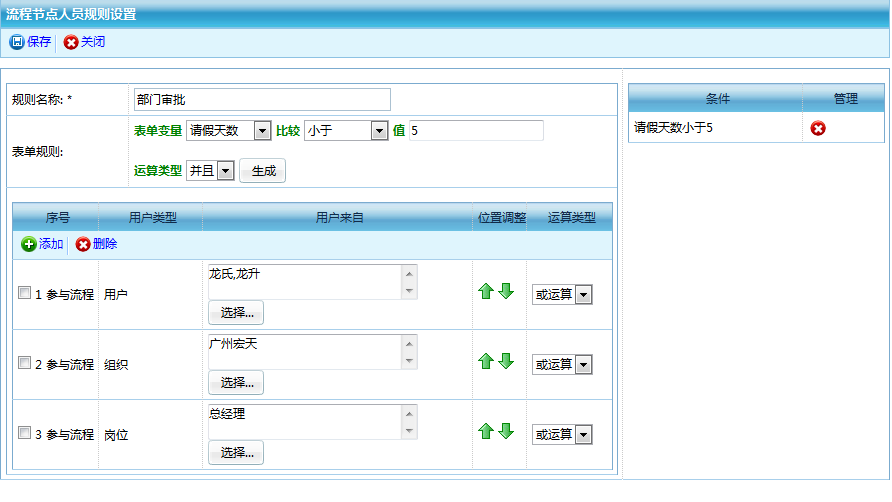 流程节点人员规则设置
保存 关闭
规则名称: * 部门审批
表单规则:
表单变量 请假天数 比较 小于 值 5
运算类型 并且 生成
序号 用户类型 用户来自 位置调整 运算类型
添加 删除
1 参与流程 用户 龙氏,龙升 或运算
选择...
2 参与流程 组织 广州宏天 或运算
选择...
3 参与流程 岗位 总经理 或运算
选择...
条件 管理
请假天数小于5